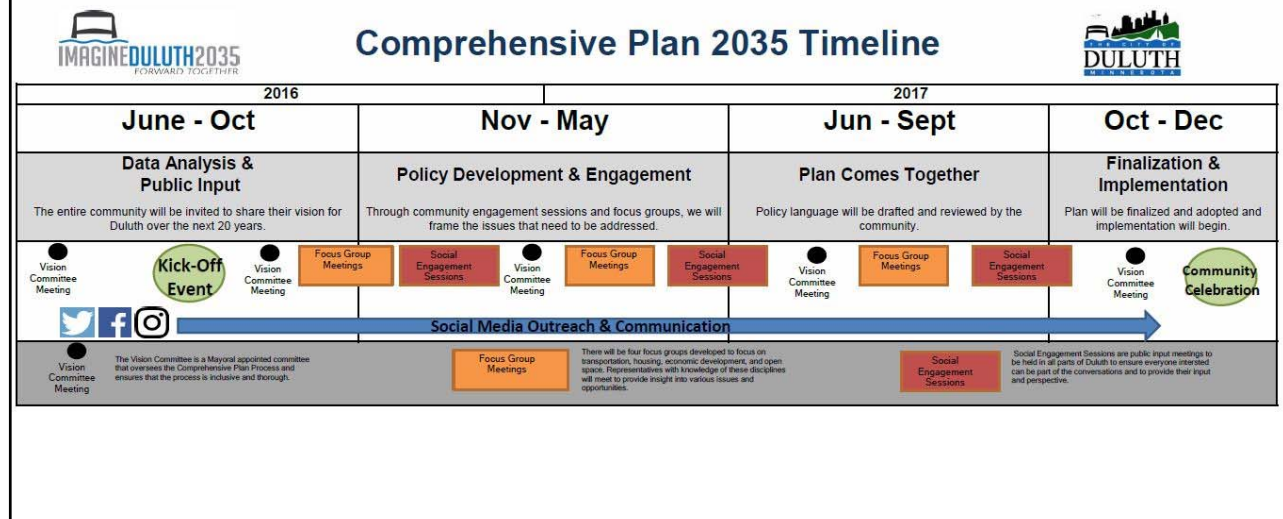 IMAGINEDULUTH2035
FORWARD TOGETHER
Comprehensive Plan 2035 Timeline
THE CITY OF
DULUTH
MINNESOTA
2016
2017
June - Oct
Nov - May
Jun - Sept
Oct - Dec
Data Analysis &
Public Input
The entire community will be invited to share their vision for
Duluth over the next 20 years.
Policy Development & Engagement
Through community engagement sessions and focus groups, we will
frame the issues that need to be addressed.
Plan Comes Together
Policy language will be drafted and reviewed by the
community.
Finalization &
Implementation
Plan will be finalized and adopted and
implementation will begin.
Vision
Committee
Meeting
Kick-Off
Event
Vision
Committee
Meeting
Focus Group
Meetings
Social
Engagement
Sessions
Vision
Committee
Meeting
Focus Group
Meetings
Social
Engagement
Sessions
Vision
Committee
Meeting
Focus Group
Meetings
Social
Engagement
Sessions
Vision
Committee
Meeting
Community
Celebration
Social Media Outreach & Communication
Vision
Committee
Meeting
The Vision Committee is a Mayoral appointed committee
that oversees the Comprehensive Plan Process and
ensures that the process is inclusive and thorough.
Focus Group
Meetings
There will be four focus groups developed to focus on
transportation, housing, economic development, and open
space. Representatives with knowledge of these disciplines
will meet to provide insight into various issues and
opportunities.
Social
Engagement
Sessions
Social Engagement Sessions are public input meetings to
be held in all parts of Duluth to ensure everyone intersted
can be part of the conversations and to provide their input
and perspective.